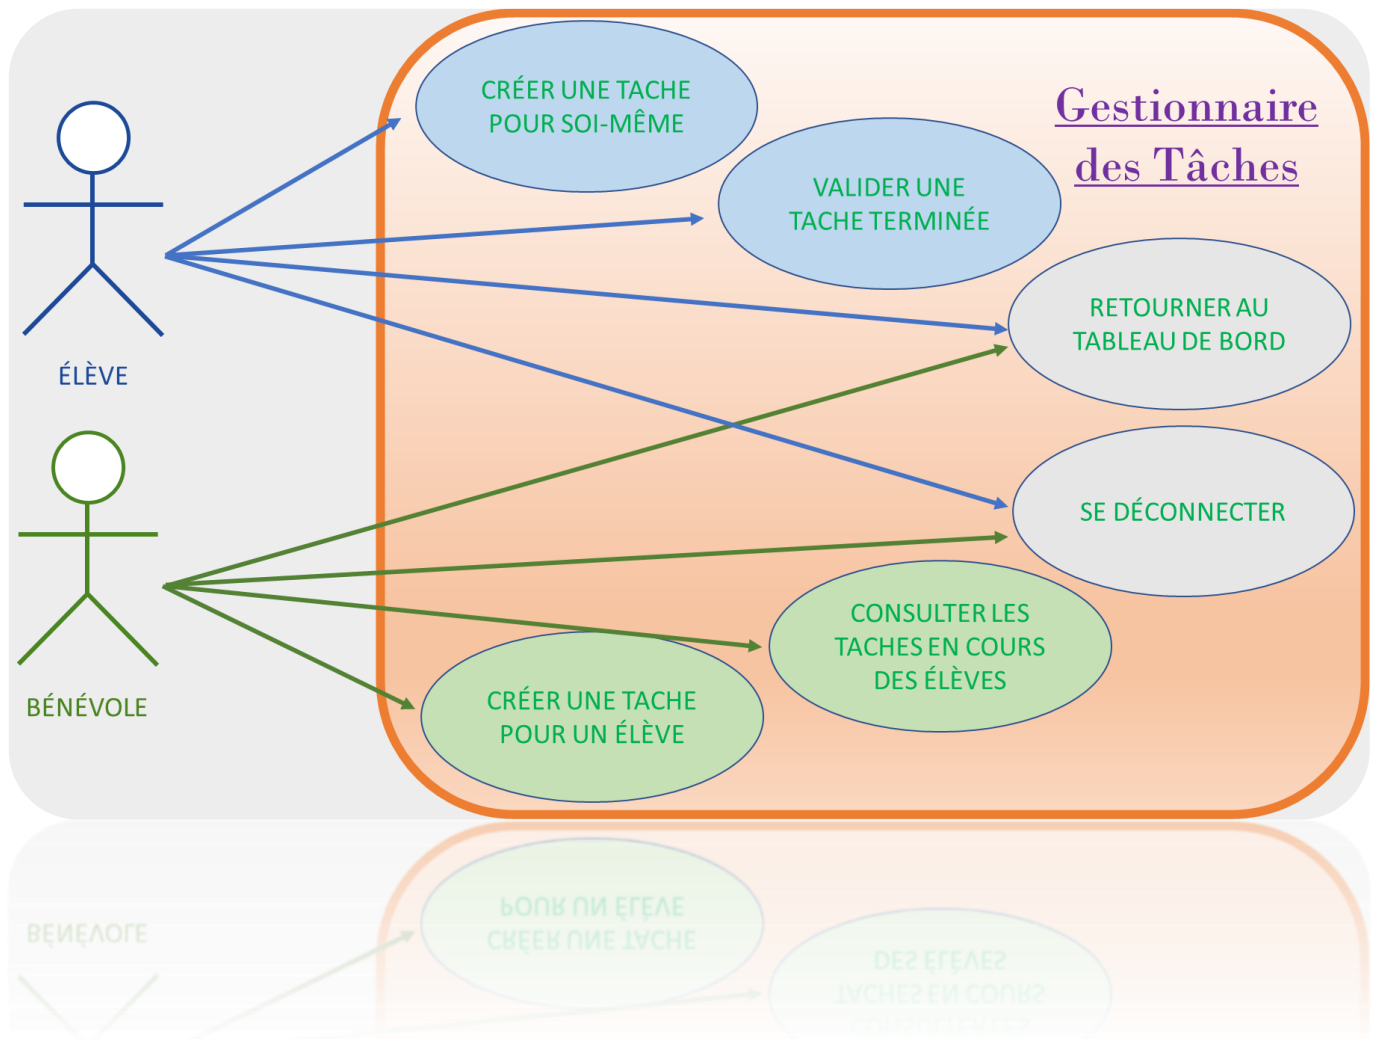 CRÉER UNE TACHE
POUR SOI-MÊME
Gestionnaire
des Tâches
VALIDER UNE
TACHE TERMINÉE
RETOURNER AU
TABLEAU DE BORD
ÉLÈVE
SE DÉCONNECTER
CONSULTER LES
TACHES EN COURS
DES ÉLÈVES
CRÉER UNE TACHE
POUR UN ÉLÈVE
BÉNÉVOLE